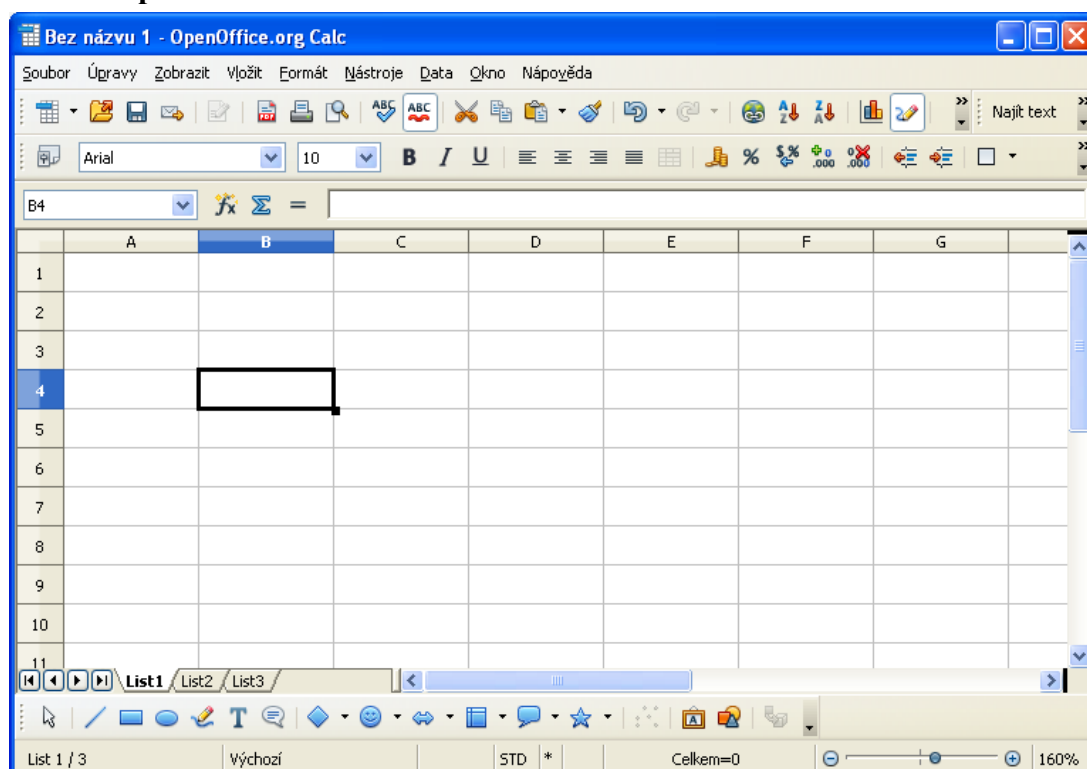 Bez názvu 1 - OpenOffice.org Calc
Soubor Úpravy Zobrazit Vložit Formát Nástroje Data Okno Nápověda
Najít text
Arial 10 B I U
B4
A B C D E F G
1
2
3
4
5
6
7
8
9
10
11
List1 List2 List3
List 1 / 3 Výchozí STD * Celkem=0 160%